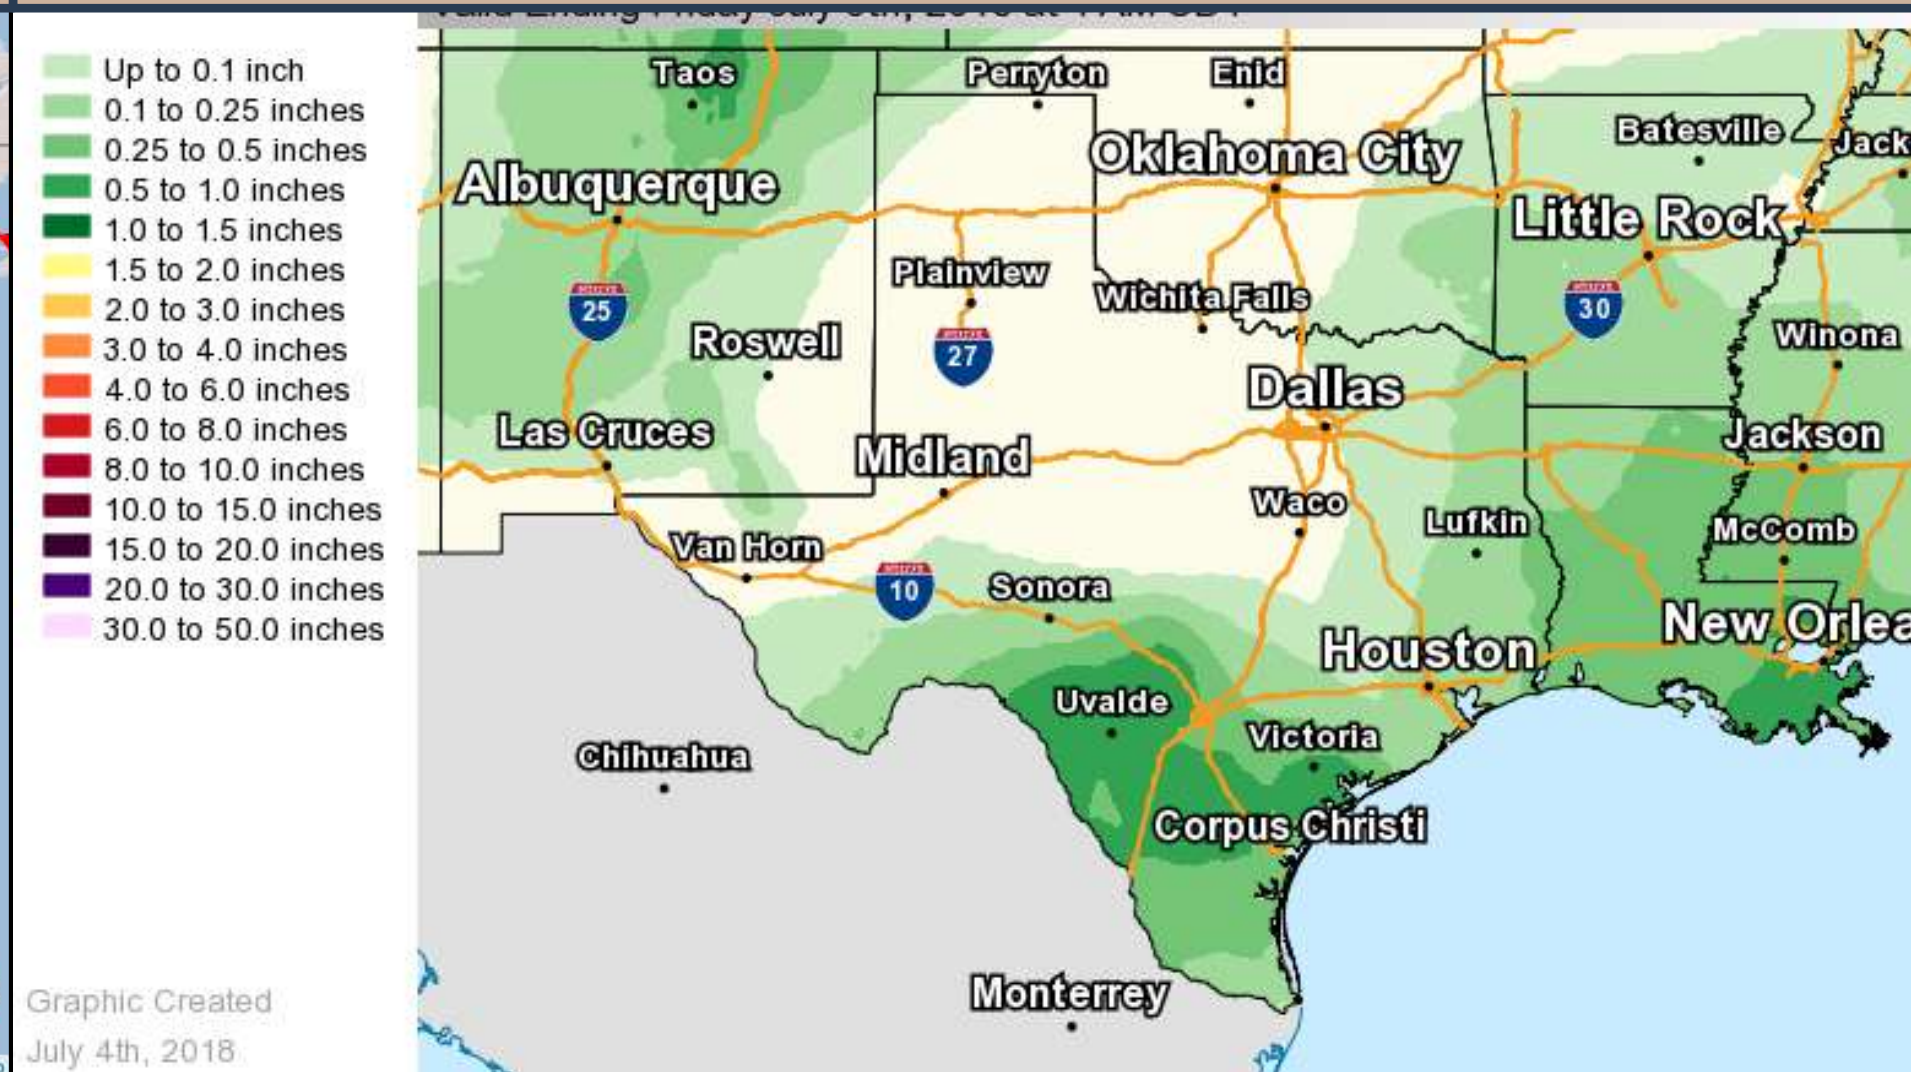 Up to 0.1 inch
0.1 to 0.25 inches
0.25 to 0.5 inches
0.5 to 1.0 inches
1.0 to 1.5 inches
1.5 to 2.0 inches
2.0 to 3.0 inches
3.0 to 4.0 inches
4.0 to 6.0 inches
6.0 to 8.0 inches
8.0 to 10.0 inches
10.0 to 15.0 inches
15.0 to 20.0 inches
20.0 to 30.0 inches
30.0 to 50.0 inches
Graphic Created
July 4th, 2018
Taos
Perryton
Enid
Batesville
Jack
Oklahoma City
Albuquerque
Little Rock
Plainview
Wichita Falls
25
30
Roswell
27
Winona
Dallas
Las Cruces
Midland
Jackson
Waco
Lufkin
McComb
Van Horn
10
Sonora
New Orlea
Houston
Uvalde
Victoria
Chihuahua
Corpus Christi
Monterrey